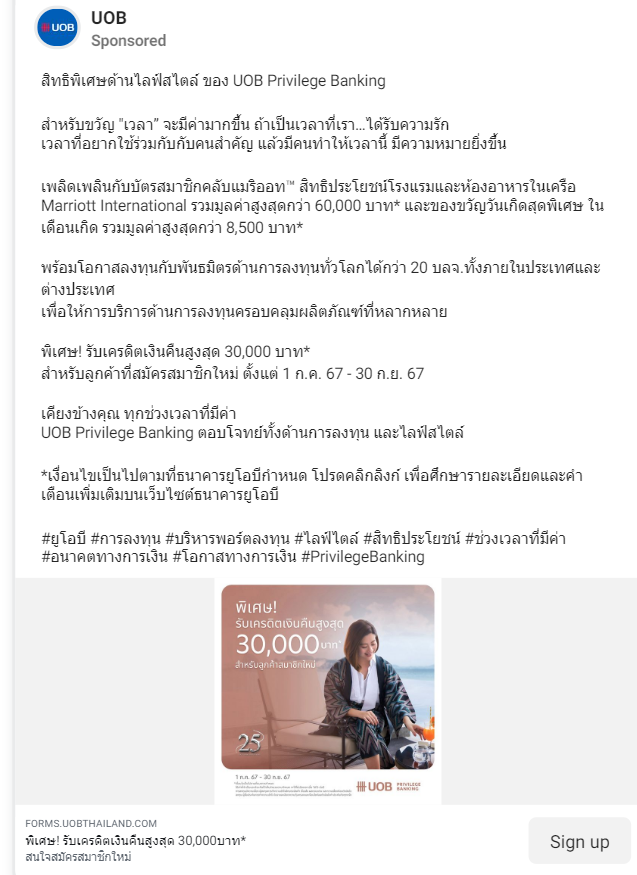 UOB
UOB
Sponsored
สิทธิพิเศษด้านไลฟ์สไตล์ ของ UOB Privilege Banking
สำหรับขวัญ "เวลา” จะมีค่ามากขึ้น ถ้าเป็นเวลาที่เรา...ได้รับความรัก
เวลาที่อยากใช้ร่วมกับกับคนสำคัญ แล้วมีคนทำให้เวลานี้ มีความหมายยิ่งขึ้น
เพลิดเพลินกับบัตรสมาชิกคลับแมริออท™ สิทธิประโยชน์โรงแรมและห้องอาหารในเครือ
Marriott International รวมมูลค่าสูงสุดกว่า 60,000 บาท* และของขวัญวันเกิดสุดพิเศษ ใน
เดือนเกิด รวมมูลค่าสูงสุดกว่า 8,500 บาท*
พร้อมโอกาสลงทุนกับพันธมิตรด้านการลงทุนทั่วโลกได้กว่า 20 บลจ.ทั้งภายในประเทศและ
ต่างประเทศ
เพื่อให้การบริการด้านการลงทุนครอบคลุมผลิตภัณฑ์ที่หลากหลาย
พิเศษ! รับเครดิตเงินคืนสูงสุด 30,000 บาท*
สำหรับลูกค้าที่สมัครสมาชิกใหม่ ตั้งแต่ 1 ก.ค. 67 - 30 ก.ย. 67
เคียงข้างคุณ ทุกช่วงเวลาที่มีค่า
UOB Privilege Banking ตอบโจทย์ทั้งด้านการลงทุน และไลฟ์สไตล์
*เงื่อนไขเป็นไปตามที่ธนาคารยูโอบีกำหนด โปรดคลิกลิงก์ เพื่อศึกษารายละเอียดและคำ
เตือนเพิ่มเติมบนเว็บไซต์ธนาคารยูโอบี
#ยูโอบี #การลงทุน #บริหารพอร์ตลงทุน #ไลฟ์ไตล์ #สิทธิประโยชน์ #ช่วงเวลาที่มีค่า
#อนาคตทางการเงิน #โอกาสทางการเงิน #PrivilegeBanking
พิเศษ!
รับเครดิตเงินคืนสูงสุด
30,000 บาท*
สำหรับลูกค้าสมาชิกใหม่
25
1 ก.ค. 67 - 30 ก.ย. 67
UOB PRIVILEGE BANKING
FORMS.UOBTHAILAND.COM
พิเศษ! รับเครดิตเงินคืนสูงสุด 30,000บาท*
สนใจสมัครสมาชิกใหม่
Sign up